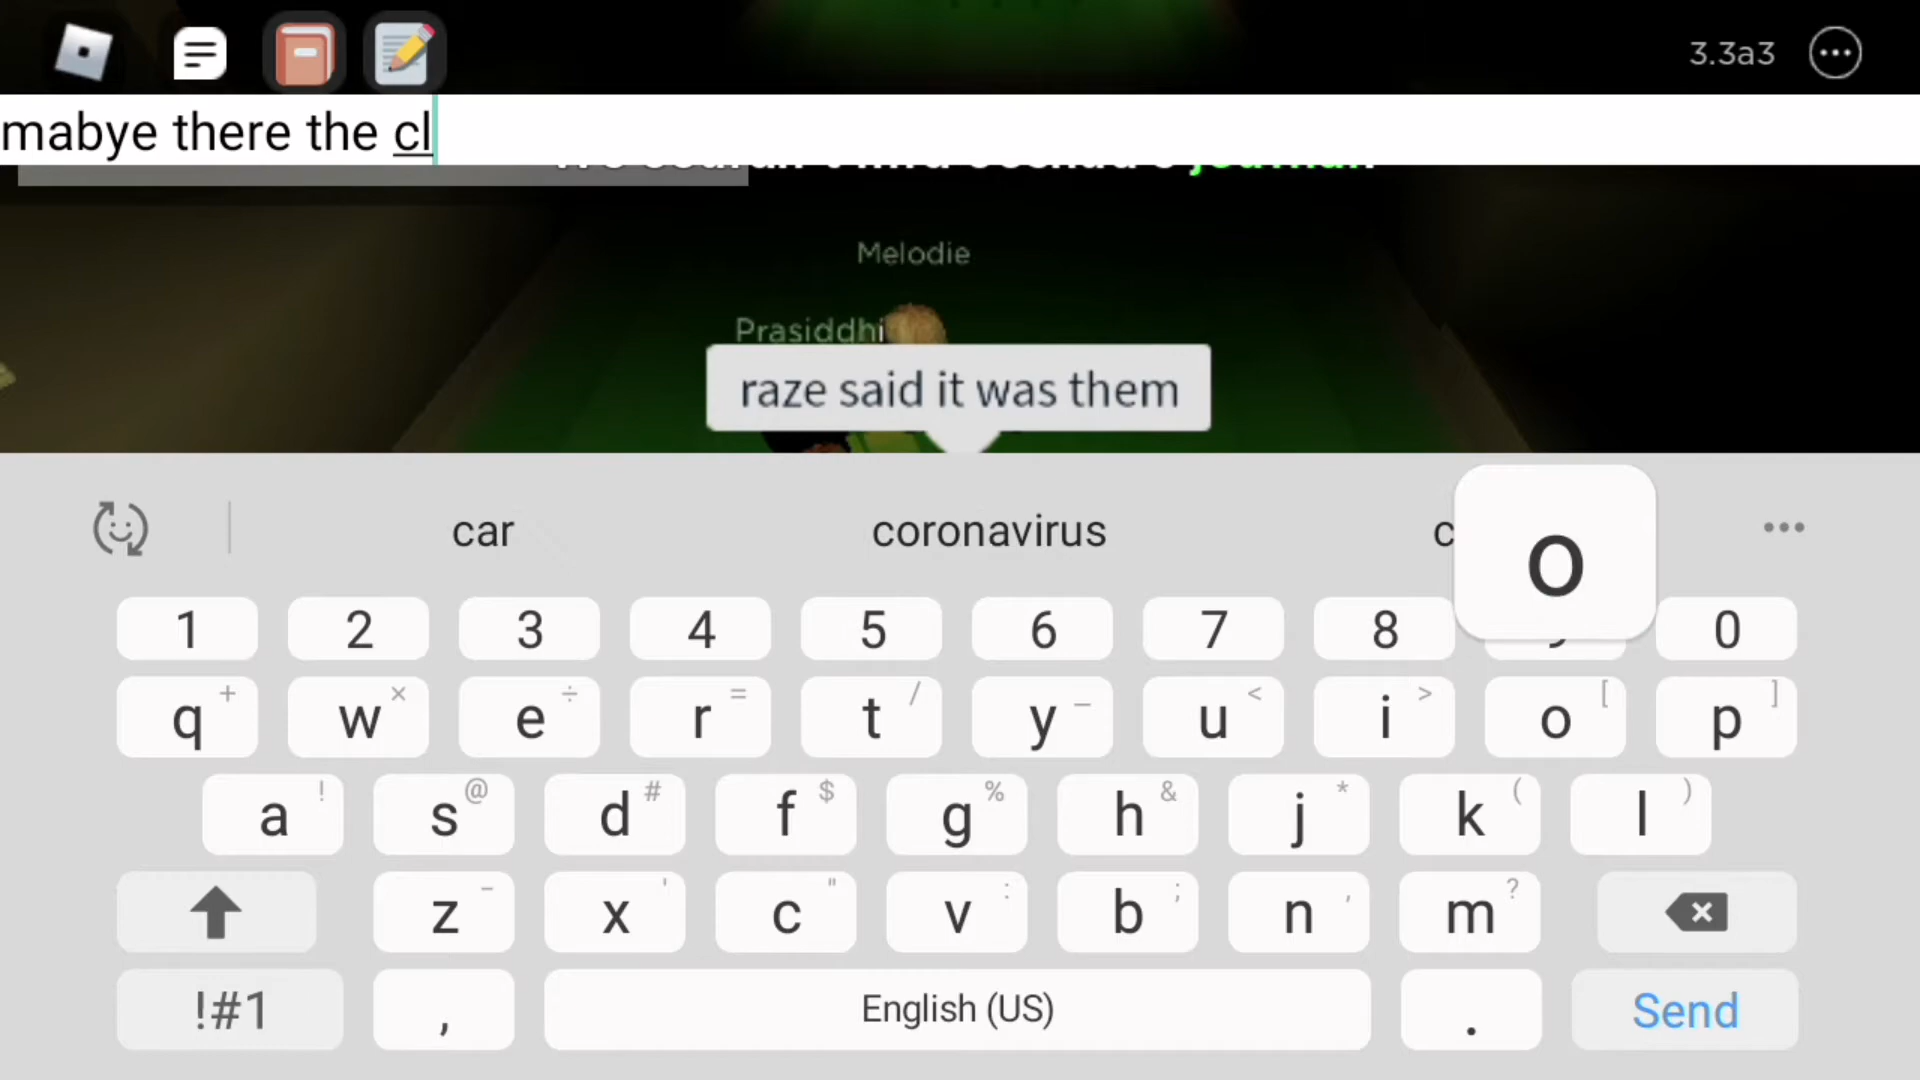 3.3a3
mabye there the cl
Melodie
Prasiddhi
raze said it was them
car coronavirus c
o
1 2 3 4 5 6 7 8 0
q + w × e ÷ r = t / y _ u < i > o [ p ]
a ! s @ d # f $ g % h & j * k ( l )
z - x ' c " v : b ; n , m ?
!#1 , English (US) . Send